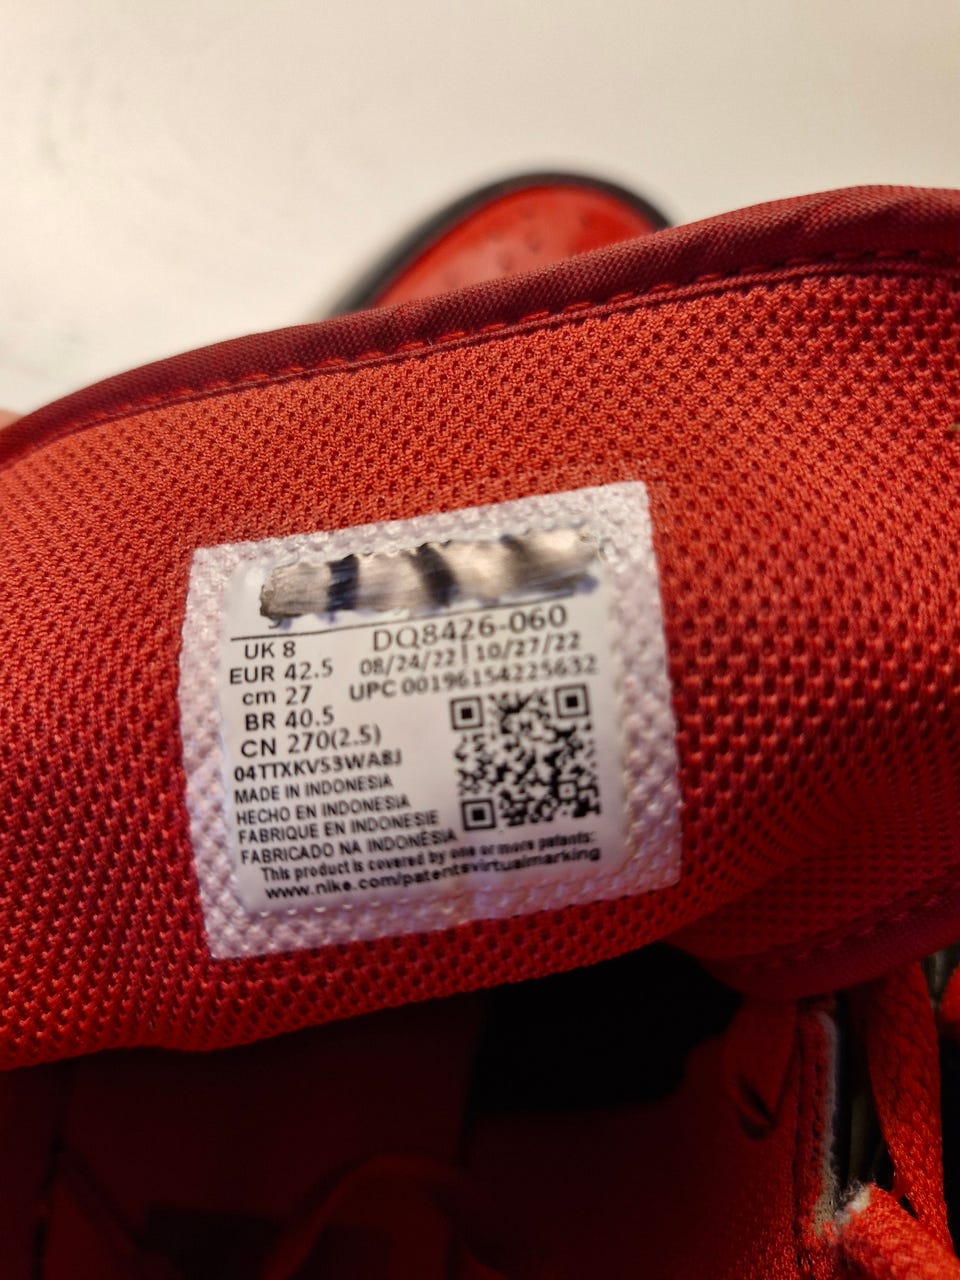 DQ8426-060
UK 8
08/24/22 | 10/27/22
EUR 42.5
UPC 00196154225632
cm 27
BR 40.5
CN 270(2.5)
04TTXKV53WA8J
MADE IN INDONESIA
HECHO EN INDONESIA
FABRIQUE EN INDONESIE
FABRICADO NA INDONÉSIA
This product is covered by one or more patents:
www.nike.com/patentsvirtualmarking